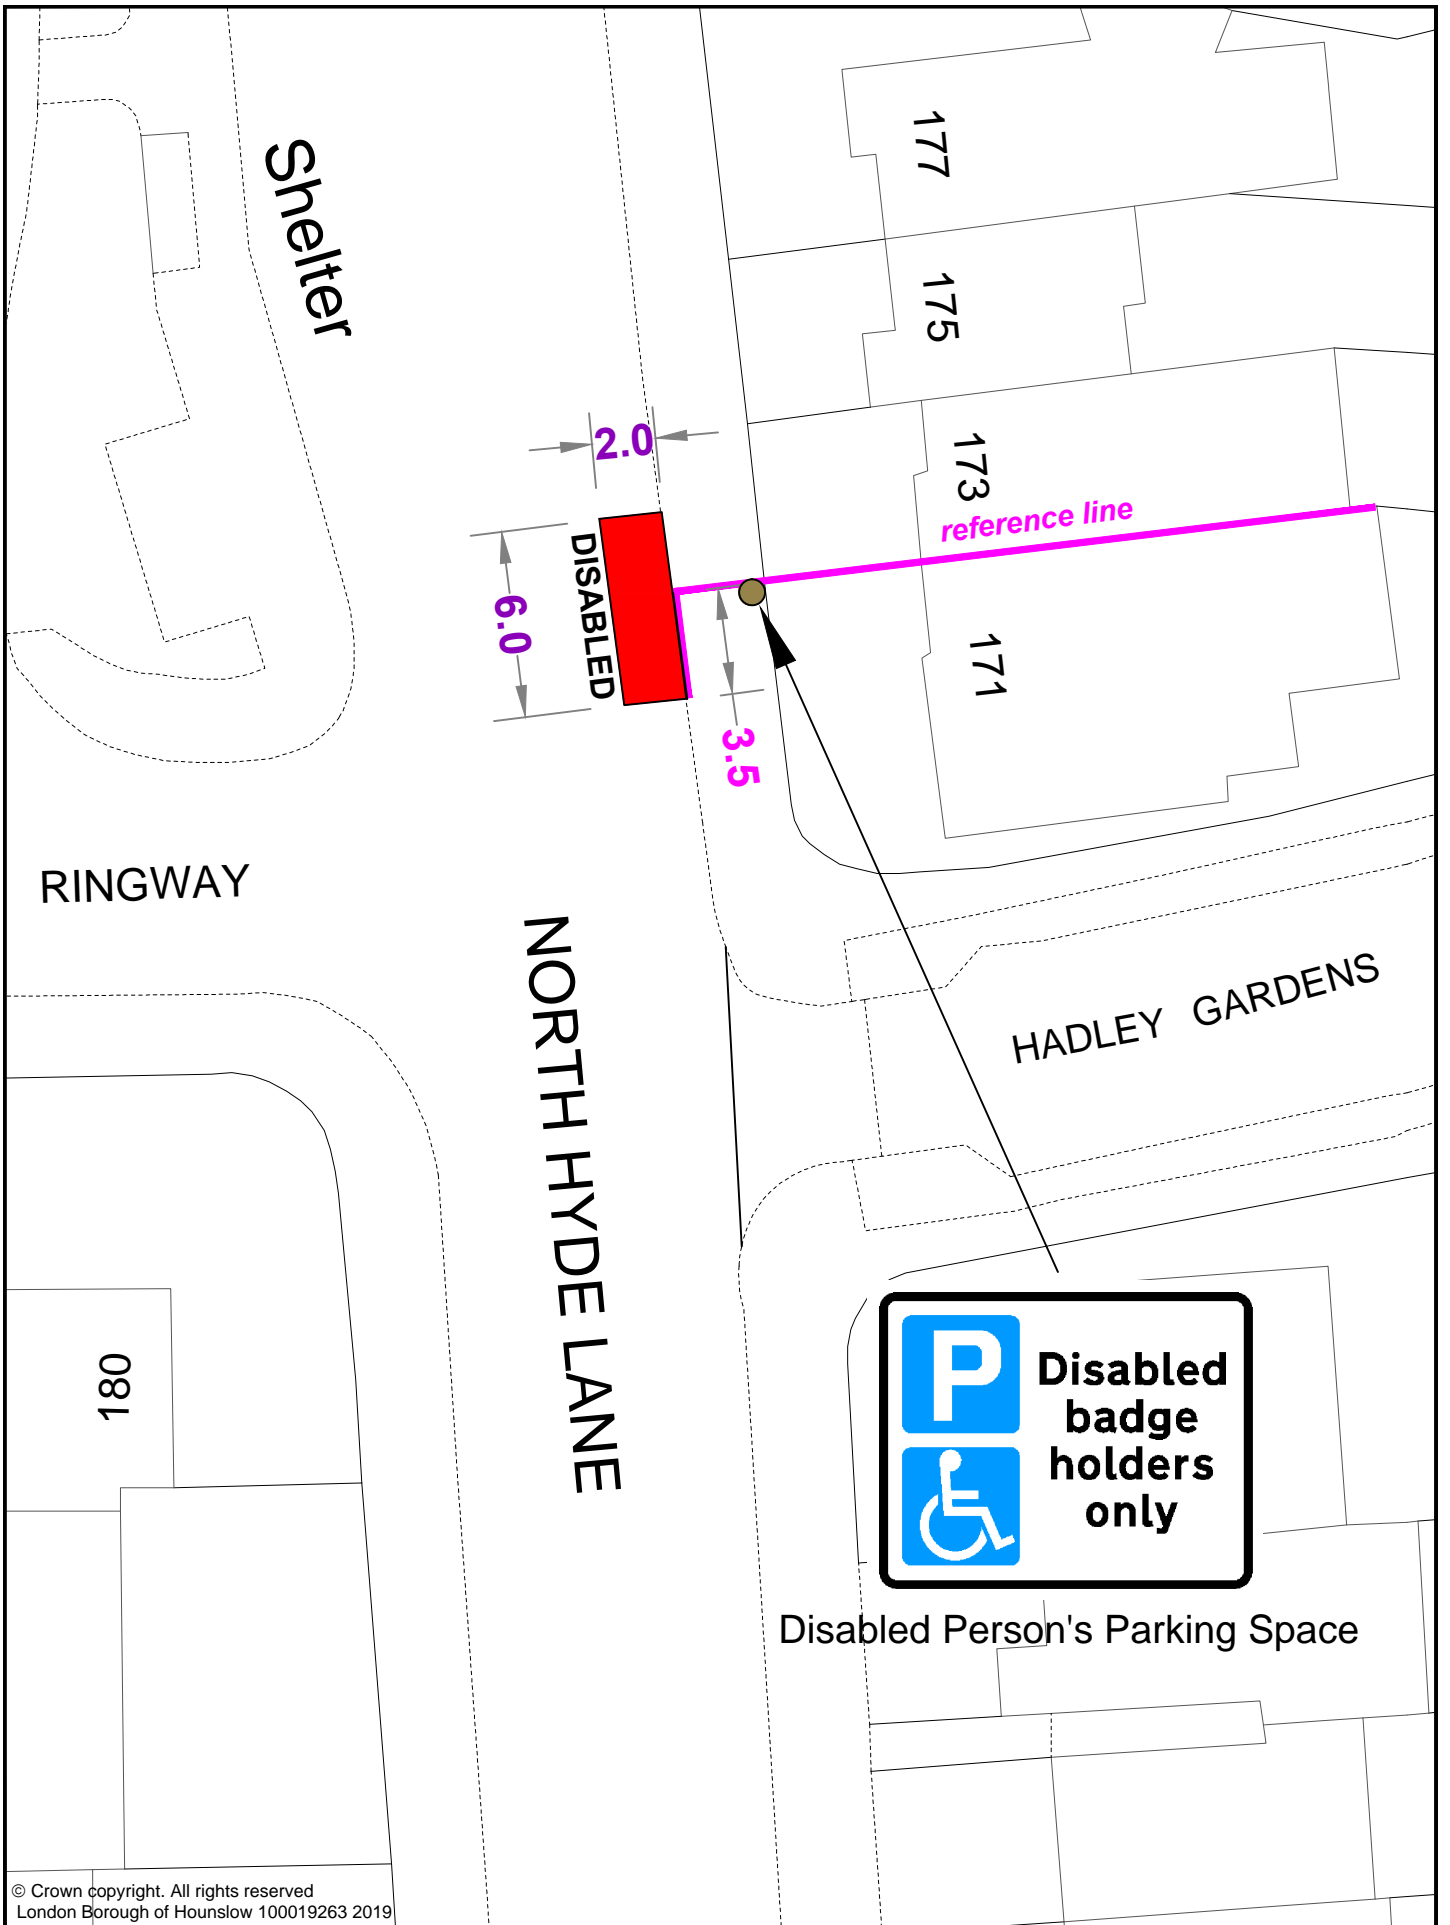 Shelter
177
175
173
reference line
171
2.0
6.0
DISABLED
3.5
RINGWAY
NORTH HYDE LANE
HADLEY GARDENS
180
P
Disabled
badge
holders
only
Disabled Person's Parking Space
© Crown copyright. All rights reserved
London Borough of Hounslow 100019263 2019